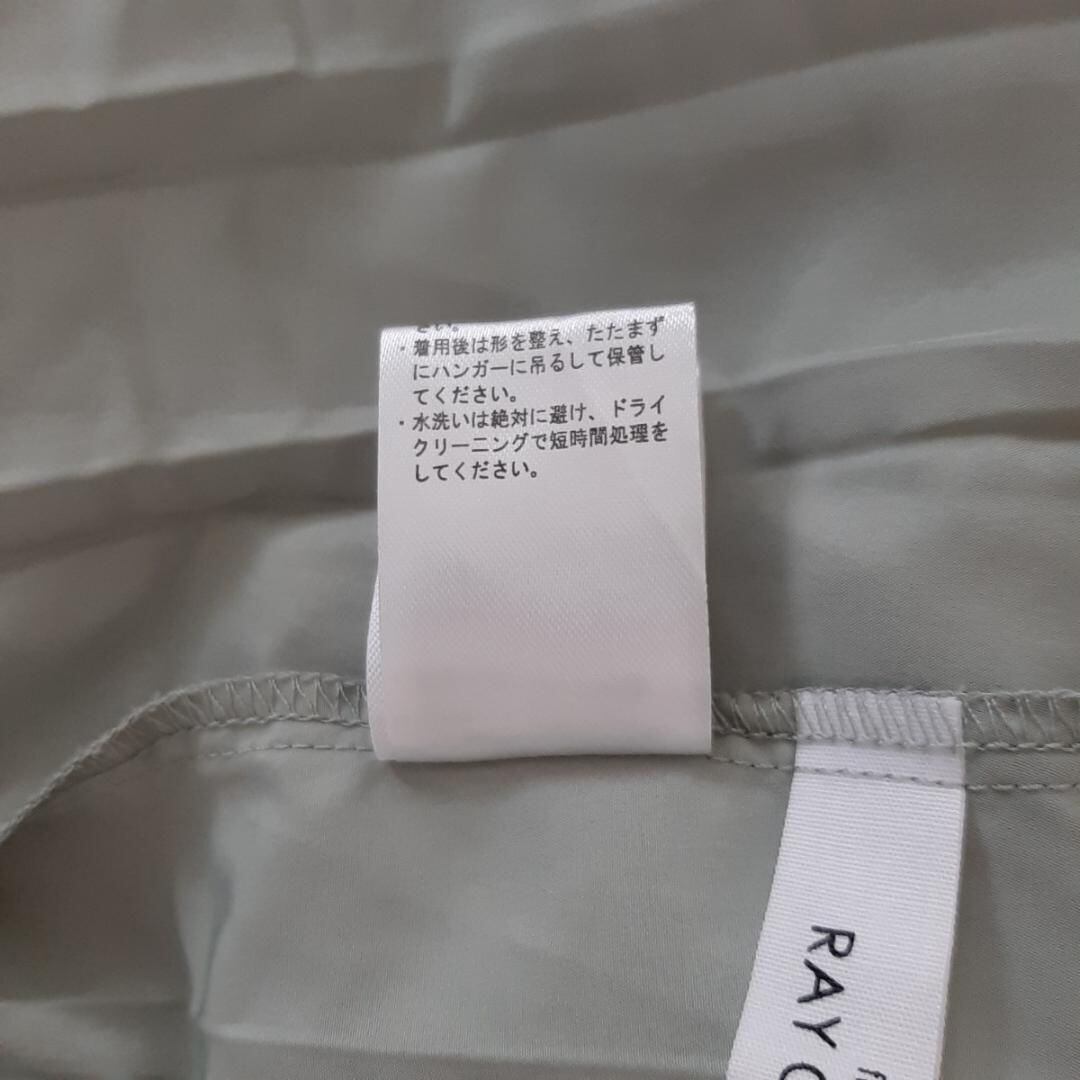 さい。
・着用後は形を整え、たたまず
にハンガーに吊るして保管し
てください。
・水洗いは絶対に避け、ドライ
クリーニングで短時間処理を
してください。
RAY